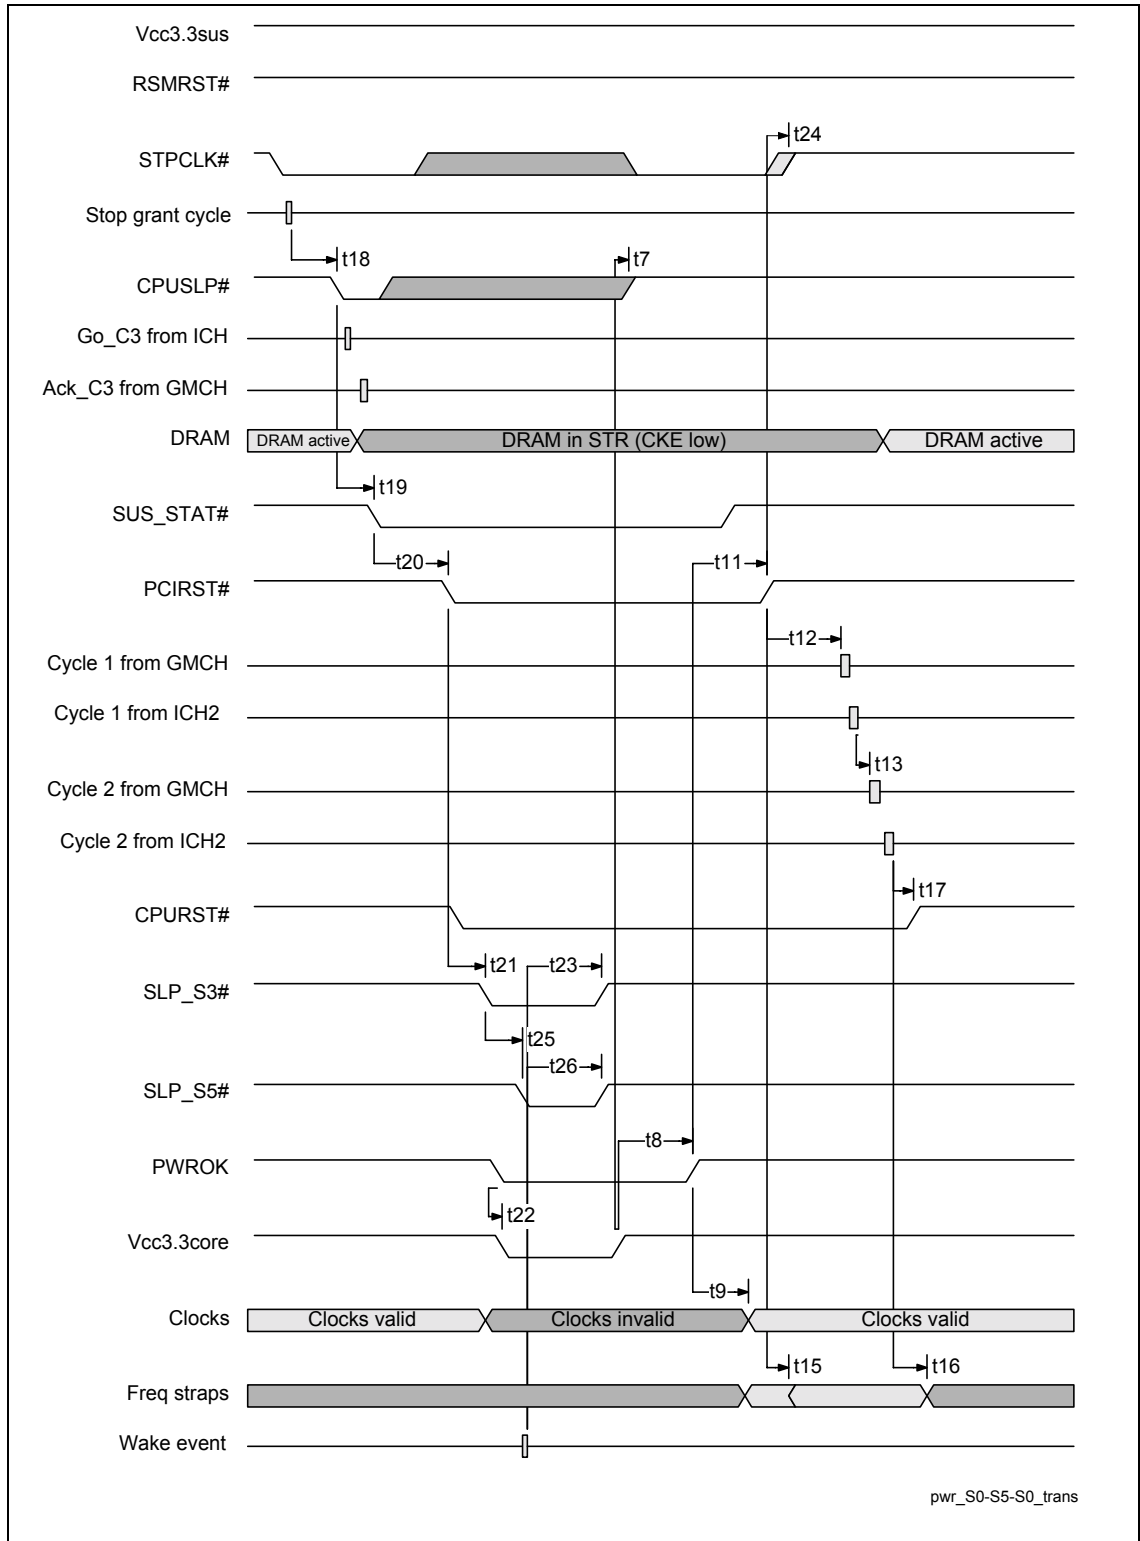 Vcc3.3sus
RSMRST#
t24
STPCLK#
Stop grant cycle
t18
t7
CPUSLP#
Go_C3 from ICH
Ack_C3 from GMCH
DRAM DRAM active DRAM in STR (CKE low) DRAM active
t19
SUS_STAT#
t20 t11
PCIRST#
t12
Cycle 1 from GMCH
Cycle 1 from ICH2
t13
Cycle 2 from GMCH
Cycle 2 from ICH2
t17
CPURST#
t21 t23
SLP_S3#
t25
t26
SLP_S5#
t8
PWROK
t22
Vcc3.3core
t9
Clocks Clocks valid Clocks invalid Clocks valid
t15 t16
Freq straps
Wake event
pwr_S0-S5-S0_trans